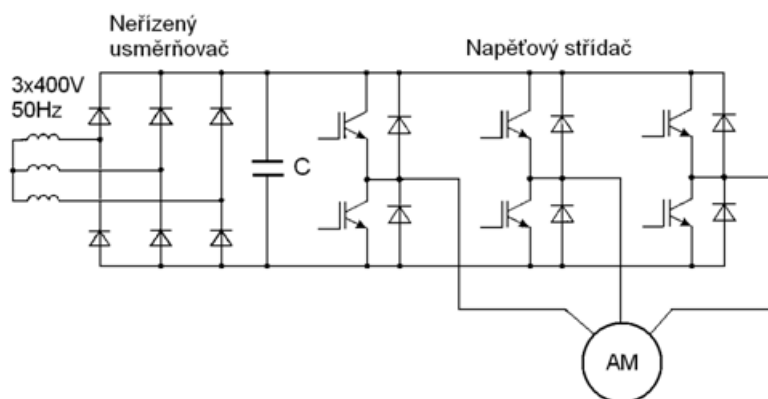 Neřízený
usměrňovač
Napěťový střídač
3x400V
50Hz
C
AM